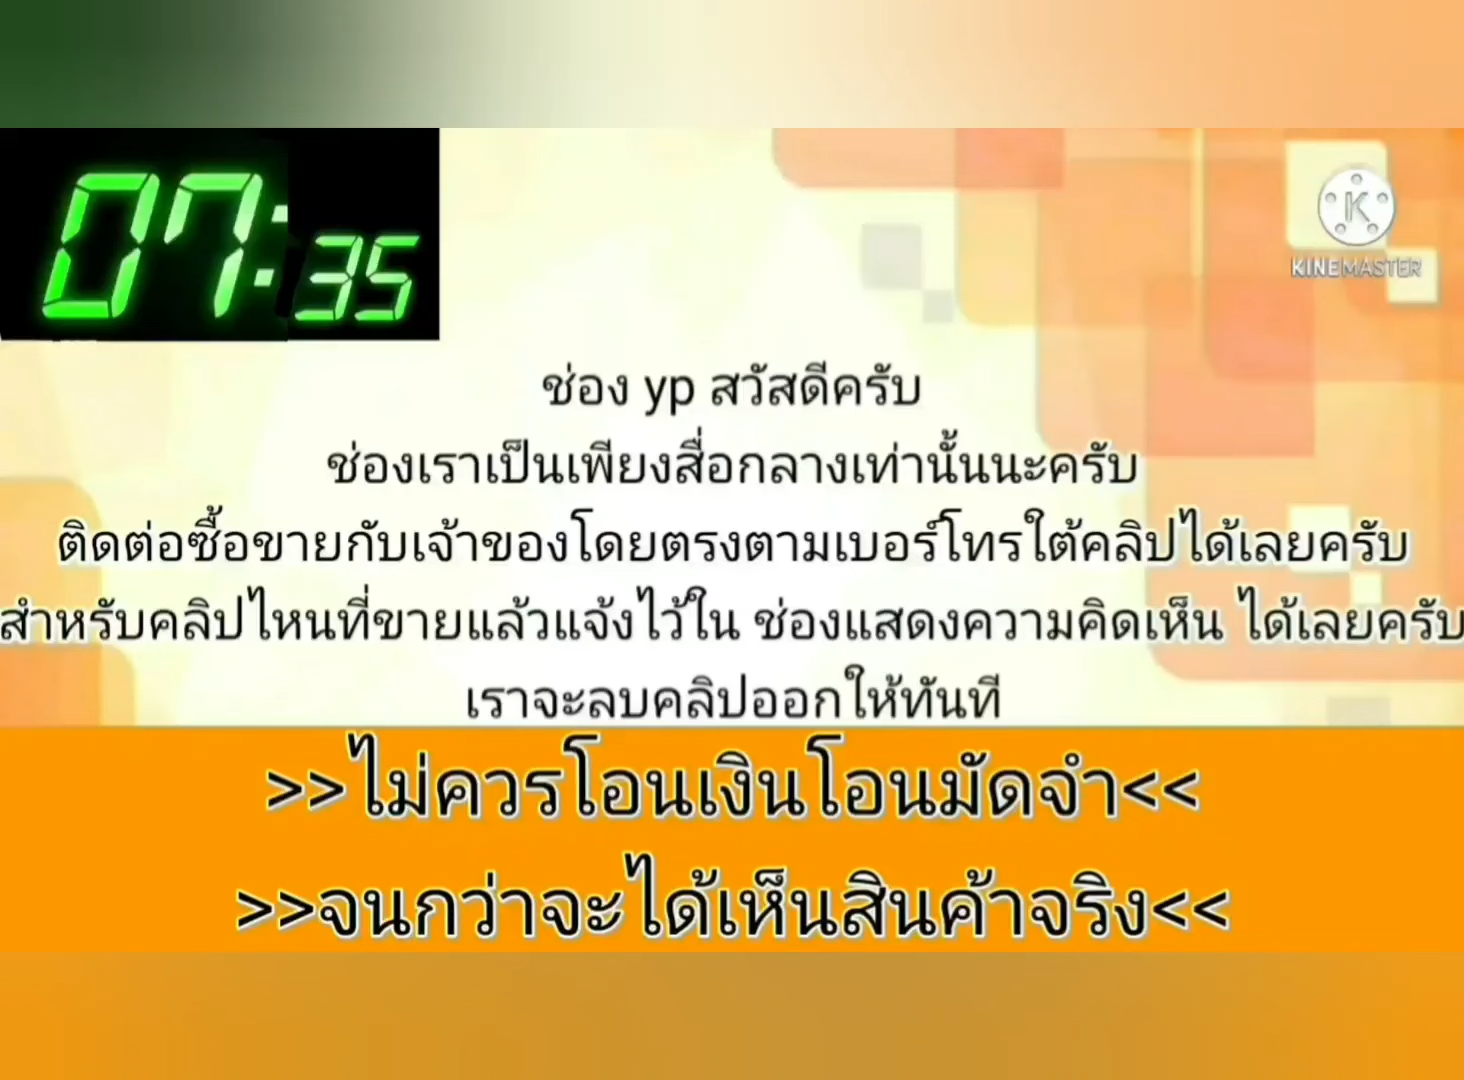 07:35
KINEMASTER
ช่อง yp สวัสดีครับ
ช่องเราเป็นเพียงสื่อกลางเท่านั้นนะครับ
ติดต่อซื้อขายกับเจ้าของโดยตรงตามเบอร์โทรใต้คลิปได้เลยครับ
สำหรับคลิปไหนที่ขายแล้วแจ้งไว้ใน ช่องแสดงความคิดเห็น ได้เลยครับ
เราจะลบคลิปออกให้ทันที
>>ไม่ควรโอนเงินโอนมัดจำ<<
>>จนกว่าจะได้เห็นสินค้าจริง<<